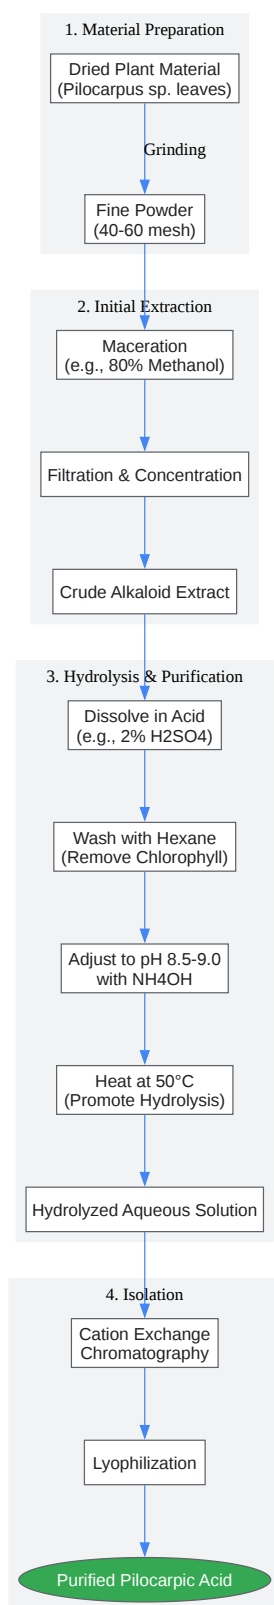 1. Material Preparation
Dried Plant Material
(Pilocarpus sp. leaves)
Grinding
Fine Powder
(40-60 mesh)
2. Initial Extraction
Maceration
(e.g., 80% Methanol)
Filtration & Concentration
Crude Alkaloid Extract
3. Hydrolysis & Purification
Dissolve in Acid
(e.g., 2% H2SO4)
Wash with Hexane
(Remove Chlorophyll)
Adjust to pH 8.5-9.0
with NH4OH
Heat at 50°C
(Promote Hydrolysis)
Hydrolyzed Aqueous Solution
4. Isolation
Cation Exchange
Chromatography
Lyophilization
Purified Pilocarpic Acid